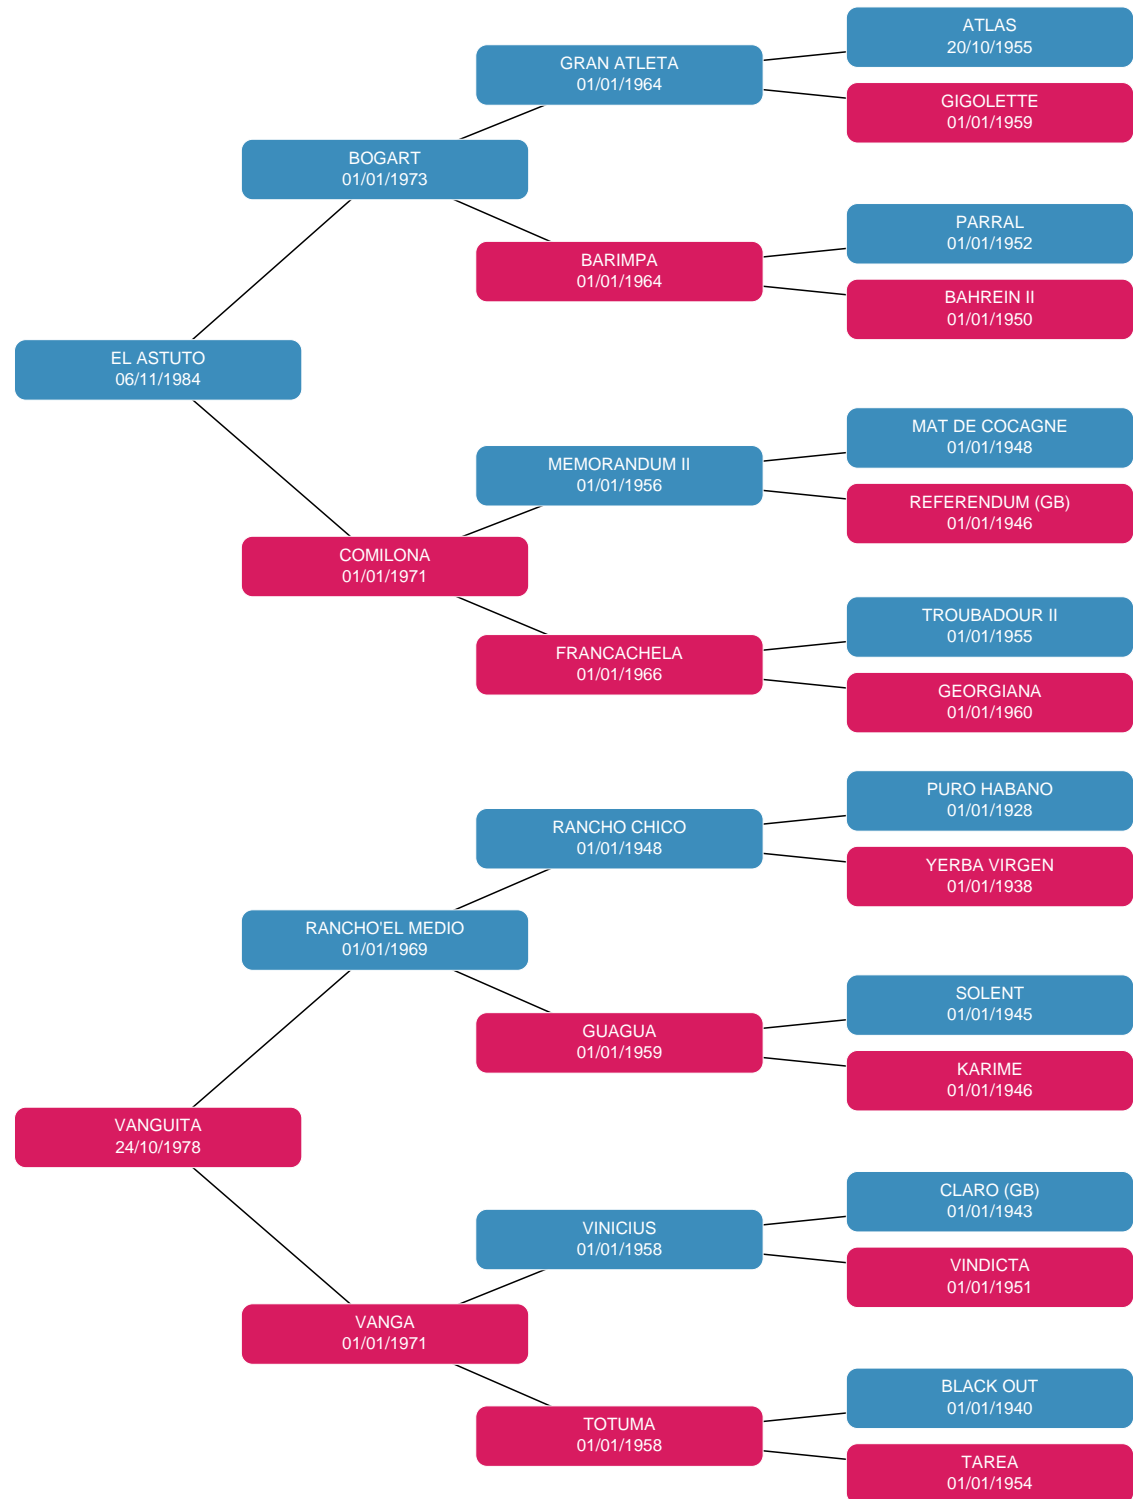 ATLAS
20/10/1955
GRAN ATLETA
01/01/1964
GIGOLETTE
01/01/1959
BOGART
01/01/1973
PARRAL
01/01/1952
BARIMPA
01/01/1964
BAHREIN II
01/01/1950
EL ASTUTO
06/11/1984
MAT DE COCAGNE
01/01/1948
MEMORANDUM II
01/01/1956
REFERENDUM (GB)
01/01/1946
COMILONA
01/01/1971
TROUBADOUR II
01/01/1955
FRANCACHELA
01/01/1966
GEORGIANA
01/01/1960
PURO HABANO
01/01/1928
RANCHO CHICO
01/01/1948
YERBA VIRGEN
01/01/1938
RANCHO'EL MEDIO
01/01/1969
SOLENT
01/01/1945
GUAGUA
01/01/1959
KARIME
01/01/1946
VANGUITA
24/10/1978
CLARO (GB)
01/01/1943
VINICIUS
01/01/1958
VINDICTA
01/01/1951
VANGA
01/01/1971
BLACK OUT
01/01/1940
TOTUMA
01/01/1958
TAREA
01/01/1954